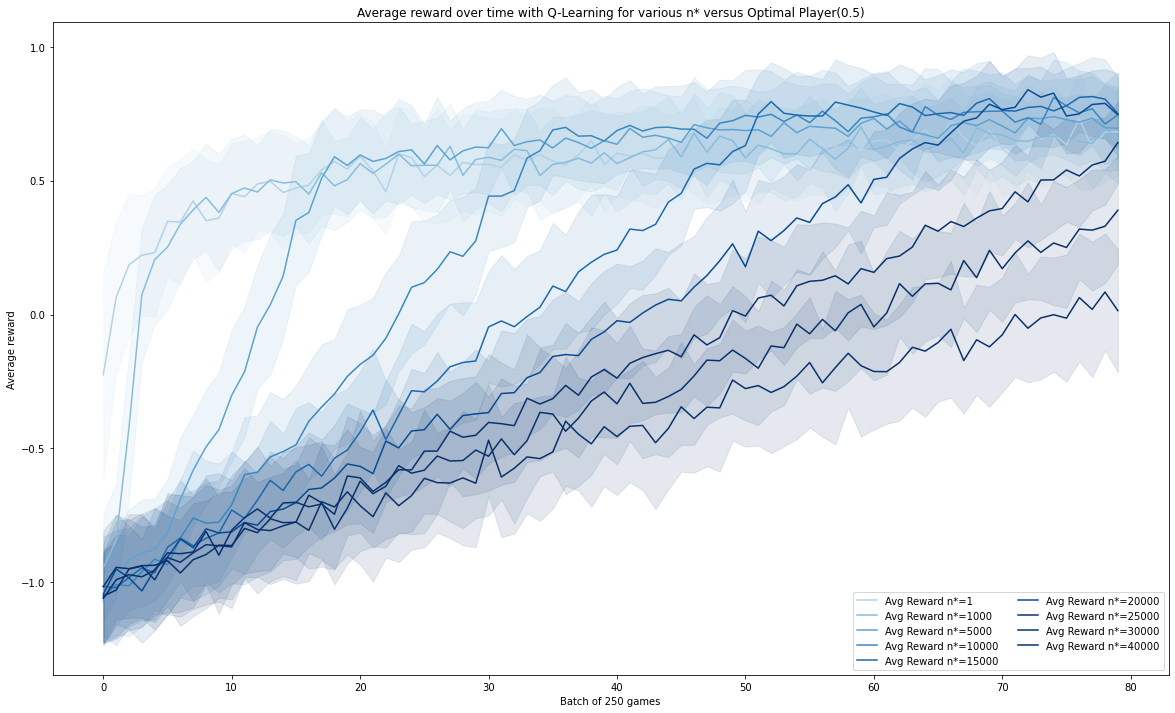 Average reward over time with Q-Learning for various n* versus Optimal Player(0.5)
1.0
0.5
0.0
−0.5
−1.0
Average reward
0 10 20 30 40 50 60 70 80
Batch of 250 games
Avg Reward n*=1
Avg Reward n*=1000
Avg Reward n*=5000
Avg Reward n*=10000
Avg Reward n*=15000
Avg Reward n*=20000
Avg Reward n*=25000
Avg Reward n*=30000
Avg Reward n*=40000